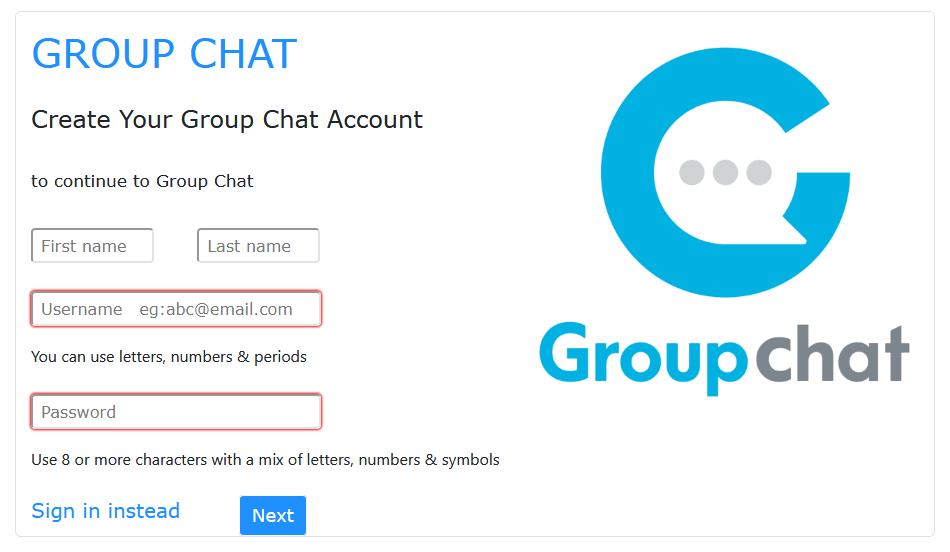 GROUP CHAT
Create Your Group Chat Account
to continue to Group Chat
First name Last name
Username eg:abc@email.com
You can use letters, numbers & periods
Password
Use 8 or more characters with a mix of letters, numbers & symbols
Sign in instead Next
Groupchat